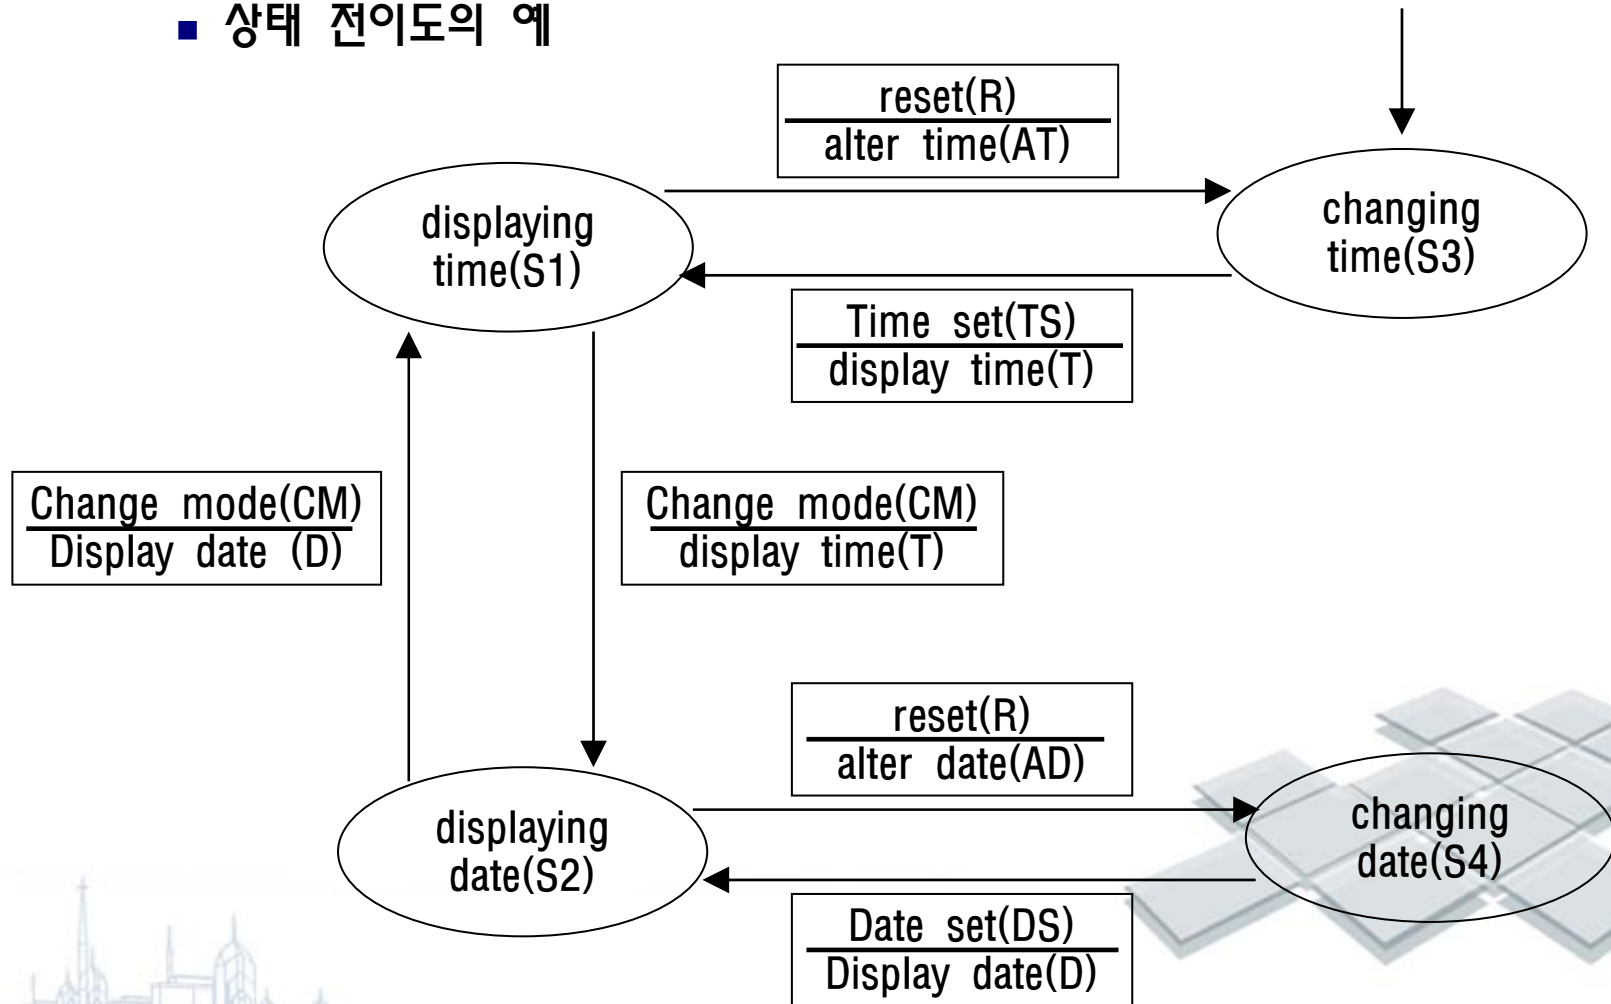 상태 전이도의 예
reset(R)
alter time(AT)
displaying
time(S1)
changing
time(S3)
Time set(TS)
display time(T)
Change mode(CM)
Display date (D)
Change mode(CM)
display time(T)
reset(R)
alter date(AD)
displaying
date(S2)
changing
date(S4)
Date set(DS)
Display date(D)